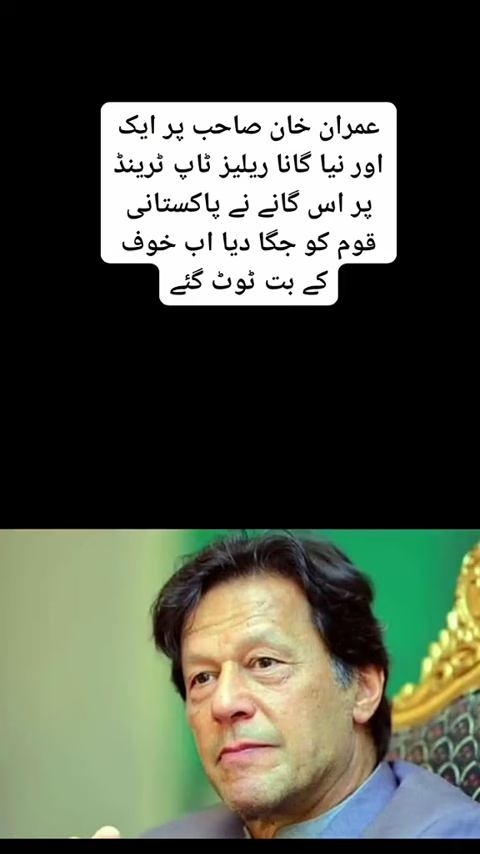 عمران خان صاحب پر ایک
اور نیا گانا ریلیز ٹاپ ٹرینڈ
پر اس گانے نے پاکستانی
قوم کو جگا دیا اب خوف
کے بت ٹوٹ گئے